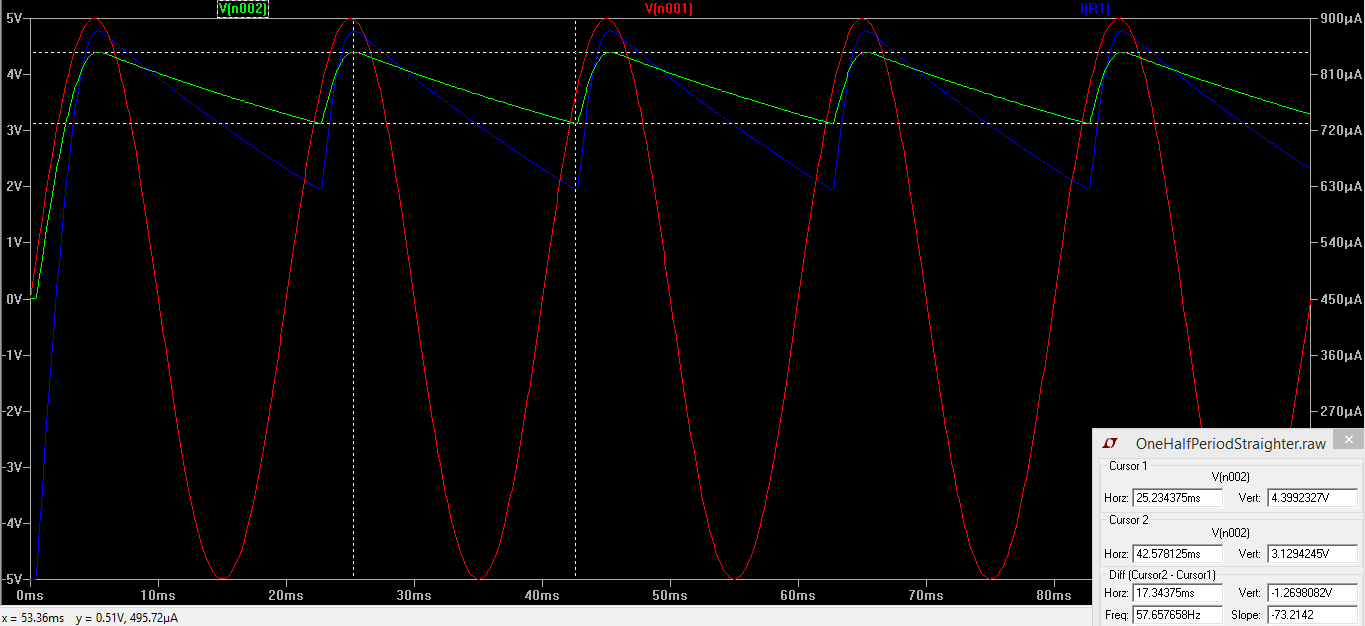 V(n002) V(n001) I(R1)
5V 900µA
4V 810µA
3V 720µA
2V 630µA
1V 540µA
0V 450µA
-1V 360µA
-2V 270µA
-3V
-4V
-5V
0ms 10ms 20ms 30ms 40ms 50ms 60ms 70ms 80ms
OneHalfPeriodStraighter.raw
Cursor 1
V(n002)
Horz: 25.234375ms Vert: 4.3992327V
Cursor 2
V(n002)
Horz: 42.578125ms Vert: 3.1294245V
Diff (Cursor2 - Cursor1)
Horz: 17.34375ms Vert: -1.2698082V
Freq: 57.657658Hz Slope: -73.2142
x = 53.36ms y = 0.51V, 495.72µA